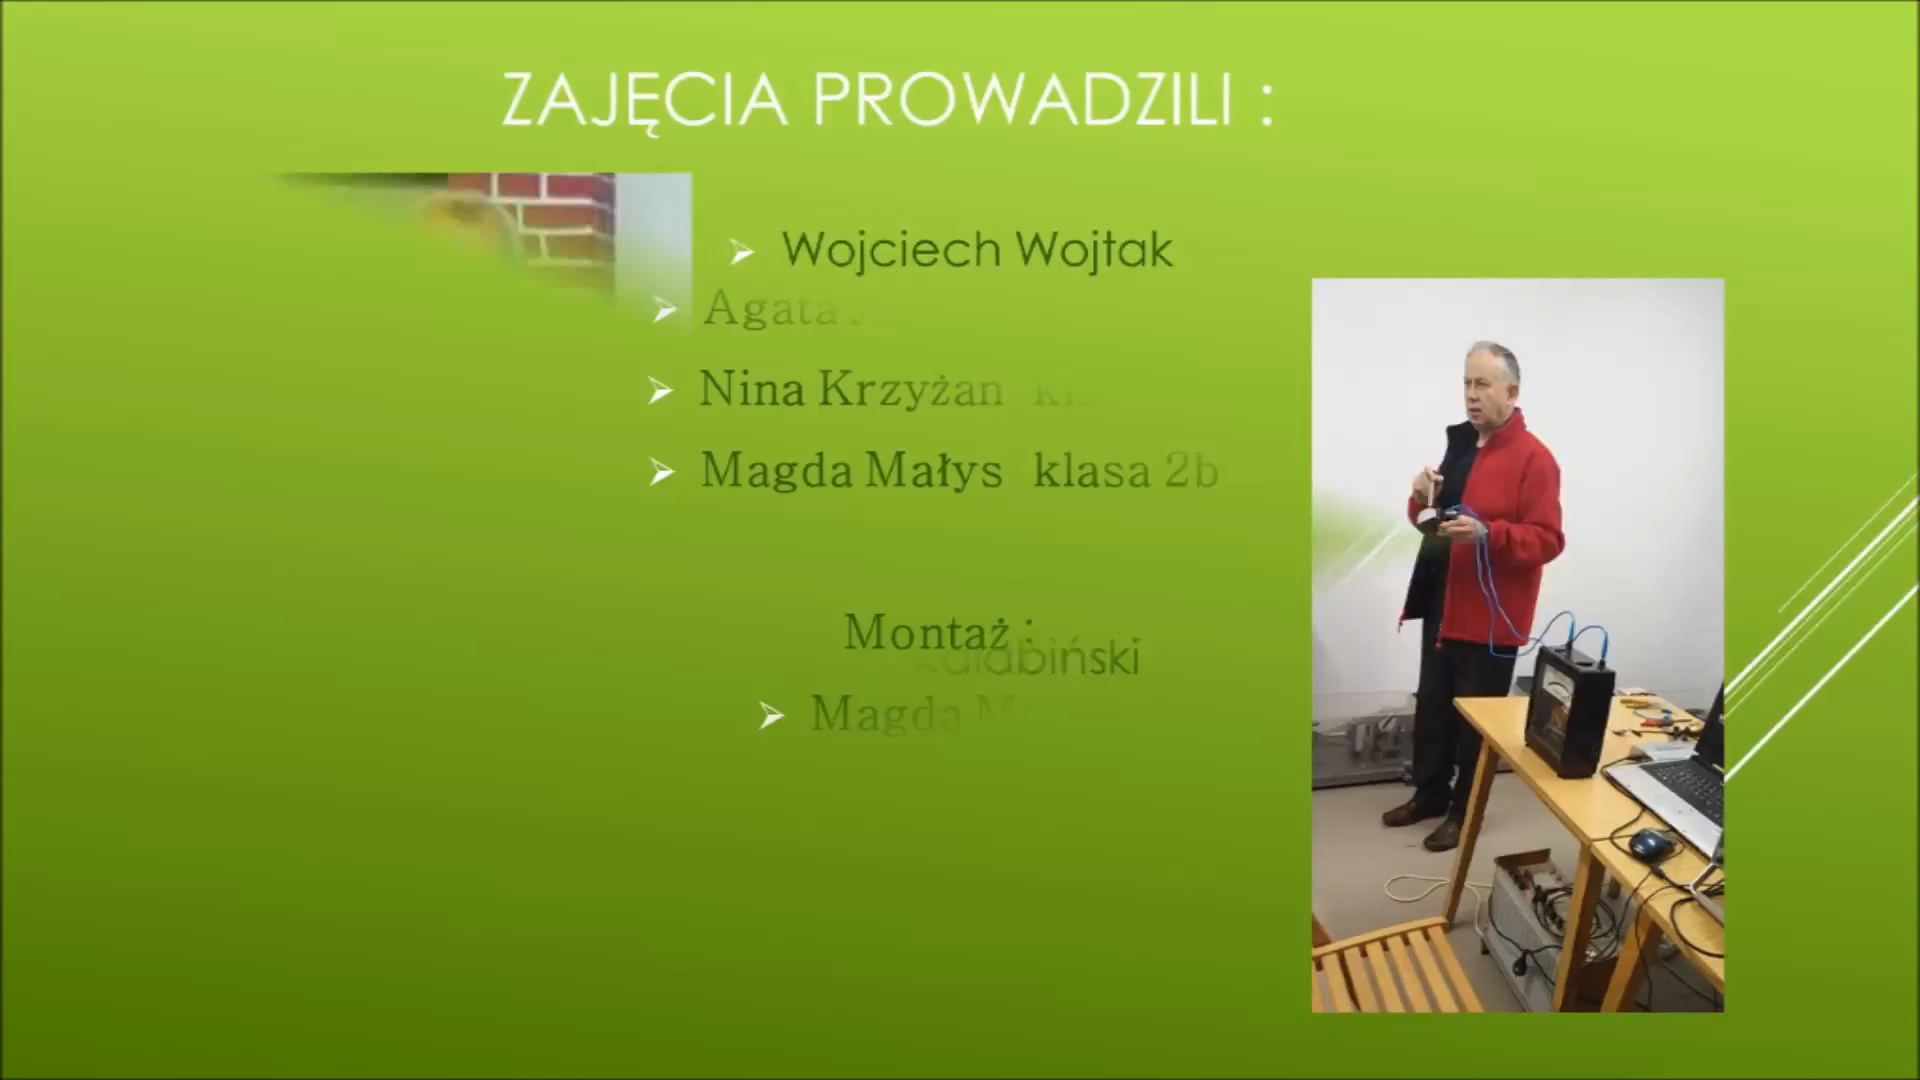 ZAJĘCIA PROWADZILI :
Wojciech Wojtak
Agata
Nina Krzyżan
Magda Małys klasa 2b
Montaż :
Magda